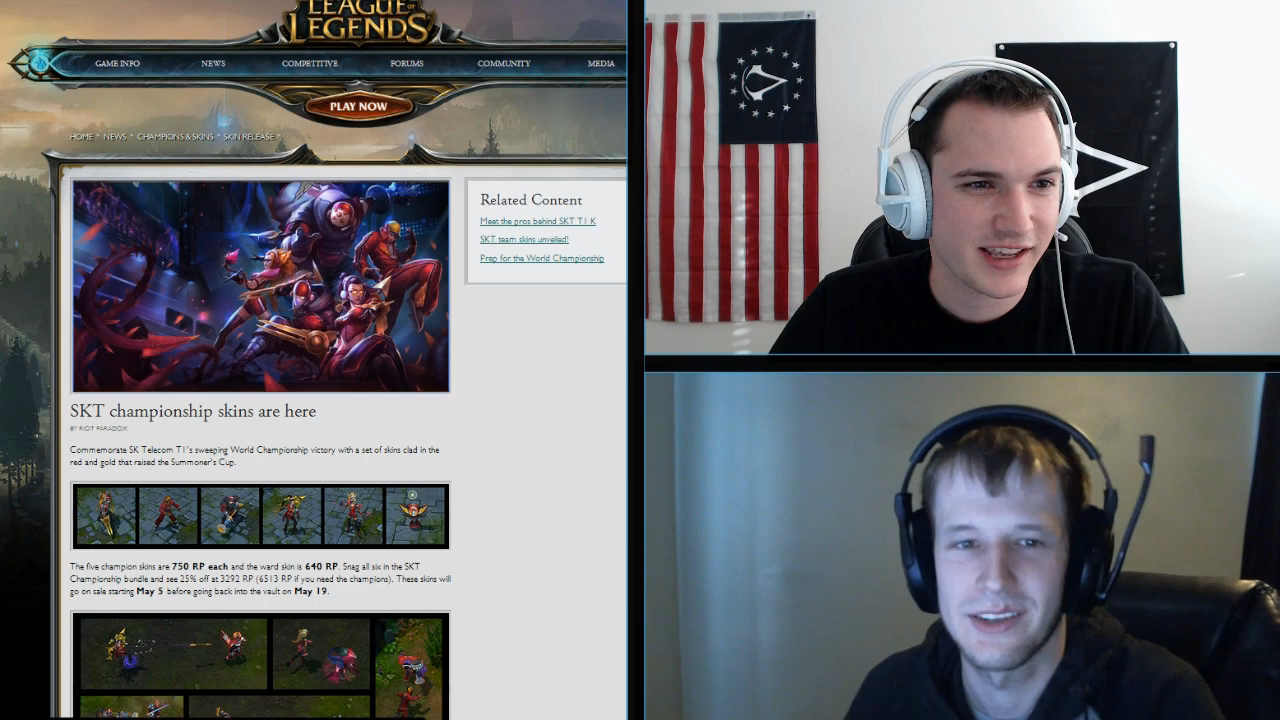 LEAGUE OF
LEGENDS
GAME INFO NEWS COMPETITIVE FORUMS COMMUNITY MEDIA
PLAY NOW
HOME * NEWS * CHAMPIONS & SKINS * SKIN RELEASE *
Related Content
Meet the pros behind SKT T1 K
SKT team skins unveiled!
Prep for the World Championship
SKT championship skins are here
BY RIOT PARADOX
Commemorate SK Telecom T1's sweeping World Championship victory with a set of skins clad in the
red and gold that raised the Summoner's Cup.
The five champion skins are 750 RP each and the ward skin is 640 RP. Snag all six in the SKT
Championship bundle and see 25% off at 3292 RP (6513 RP if you need the champions). These skins will
go on sale starting May 5 before going back into the vault on May 19.